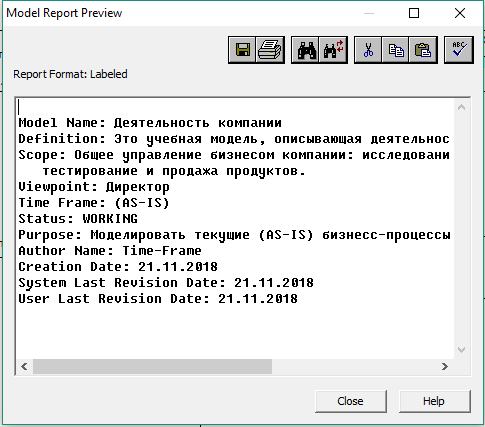 Model Report Preview
ABC
Report Format: Labeled
Model Name: Деятельность компании
Definition: Это учебная модель, описывающая деятельнос
Scope: Общее управление бизнесом компании: исследовани
тестирование и продажа продуктов.
Viewpoint: Директор
Time Frame: (AS-IS)
Status: WORKING
Purpose: Моделировать текущие (AS-IS) бизнесс-процессы
Author Name: Time-Frame
Creation Date: 21.11.2018
System Last Revision Date: 21.11.2018
User Last Revision Date: 21.11.2018
Close Help